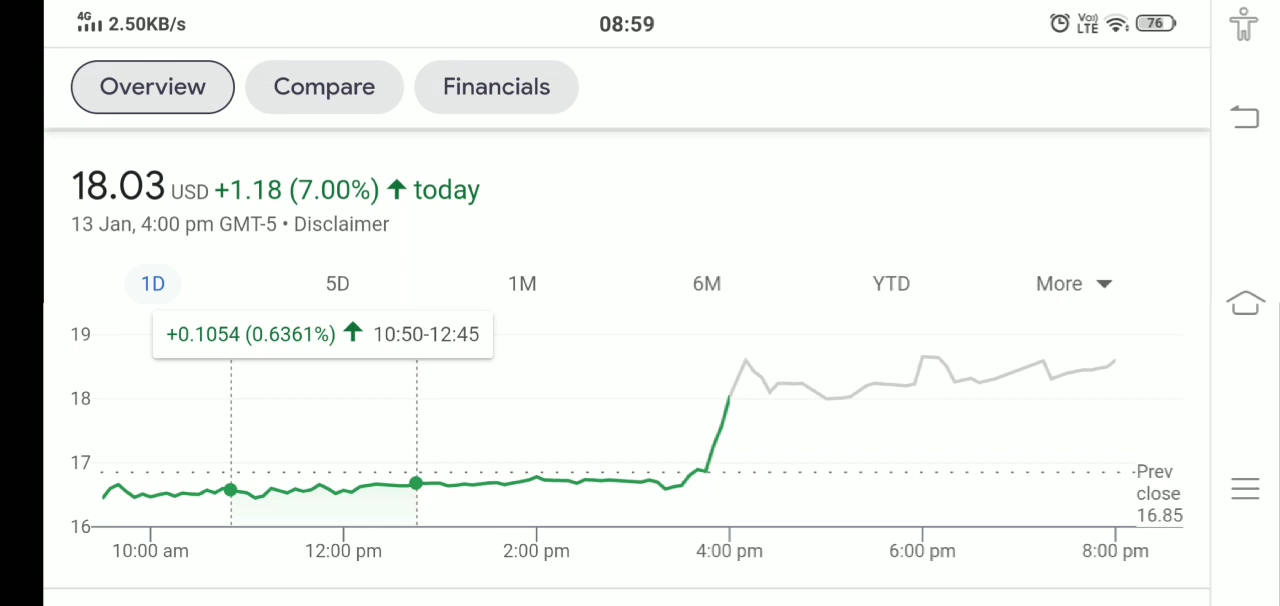 4G 2.50KB/s 08:59 Vo)) LTE 76
Overview Compare Financials
18.03 USD +1.18 (7.00%) ↑ today
13 Jan, 4:00 pm GMT-5 • Disclaimer
1D 5D 1M 6M YTD More
+0.1054 (0.6361%) ↑ 10:50-12:45
19
18
17
Prev
close
16.85
16
10:00 am 12:00 pm 2:00 pm 4:00 pm 6:00 pm 8:00 pm